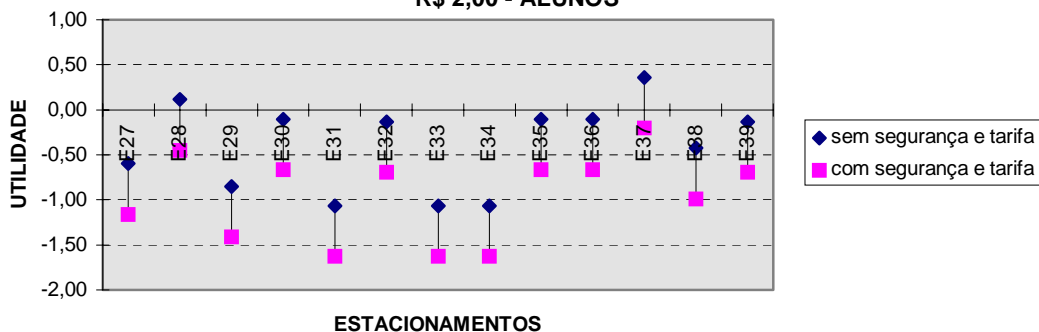 R$ 2,00 - ALUNOS
1,00
0,50
0,00
-0,50
-1,00
-1,50
-2,00
UTILIDADE
E27
E28
E29
E30
E31
E32
E33
E34
E35
E36
E37
E38
E39
ESTACIONAMENTOS
sem segurança e tarifa
com segurança e tarifa